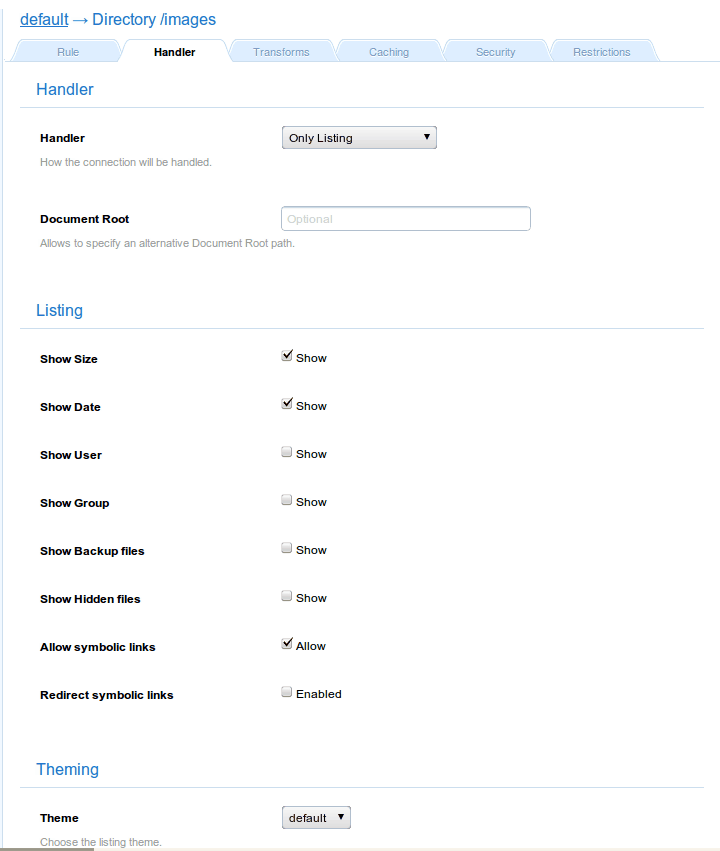 default → Directory /images
Rule Handler Transforms Caching Security Restrictions
Handler
Handler Only Listing
How the connection will be handled.
Document Root Optional
Allows to specify an alternative Document Root path.
Listing
Show Size Show
Show Date Show
Show User Show
Show Group Show
Show Backup files Show
Show Hidden files Show
Allow symbolic links Allow
Redirect symbolic links Enabled
Theming
Theme default
Choose the listing theme.